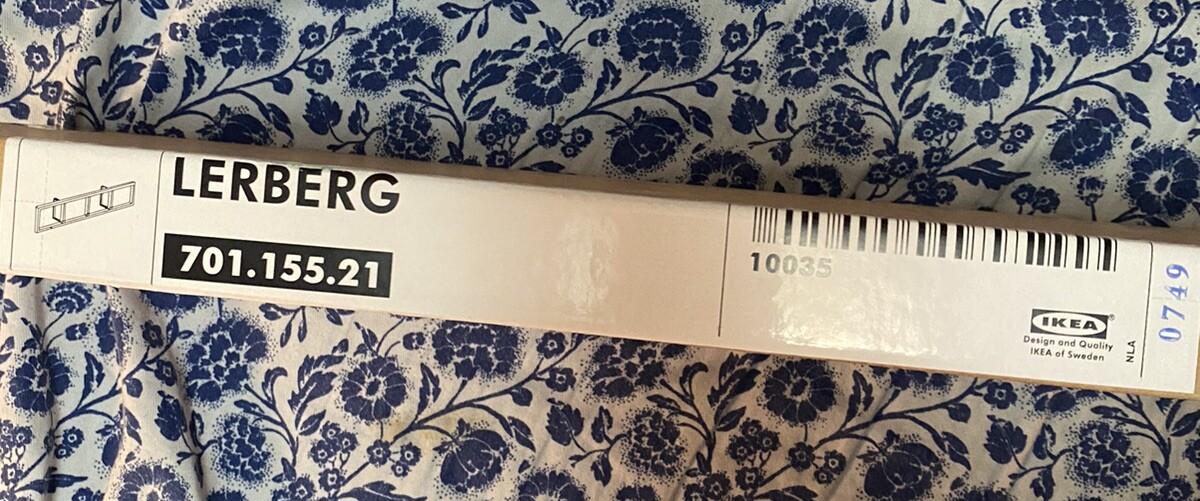 LERBERG
701.155.21
10035
IKEA®
Design and Quality
IKEA of Sweden
NLA
0749